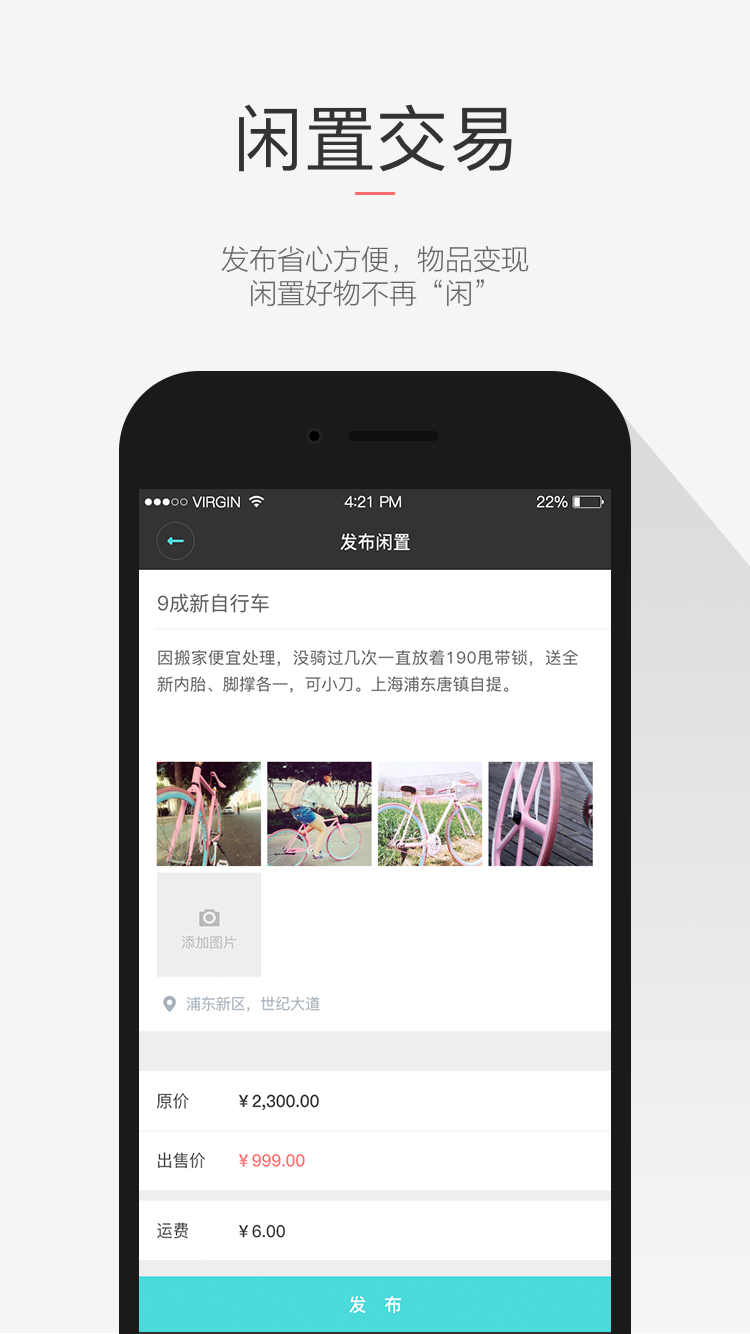 闲置交易
发布省心方便，物品变现
闲置好物不再“闲”
VIRGIN 4:21 PM 22%
发布闲置
9成新自行车
因搬家便宜处理，没骑过几次一直放着190甩带锁，送全
新内胎、脚撑各一，可小刀。上海浦东唐镇自提。
添加图片
浦东新区，世纪大道
原价 ¥2,300.00
出售价 ¥999.00
运费 ¥6.00
发 布